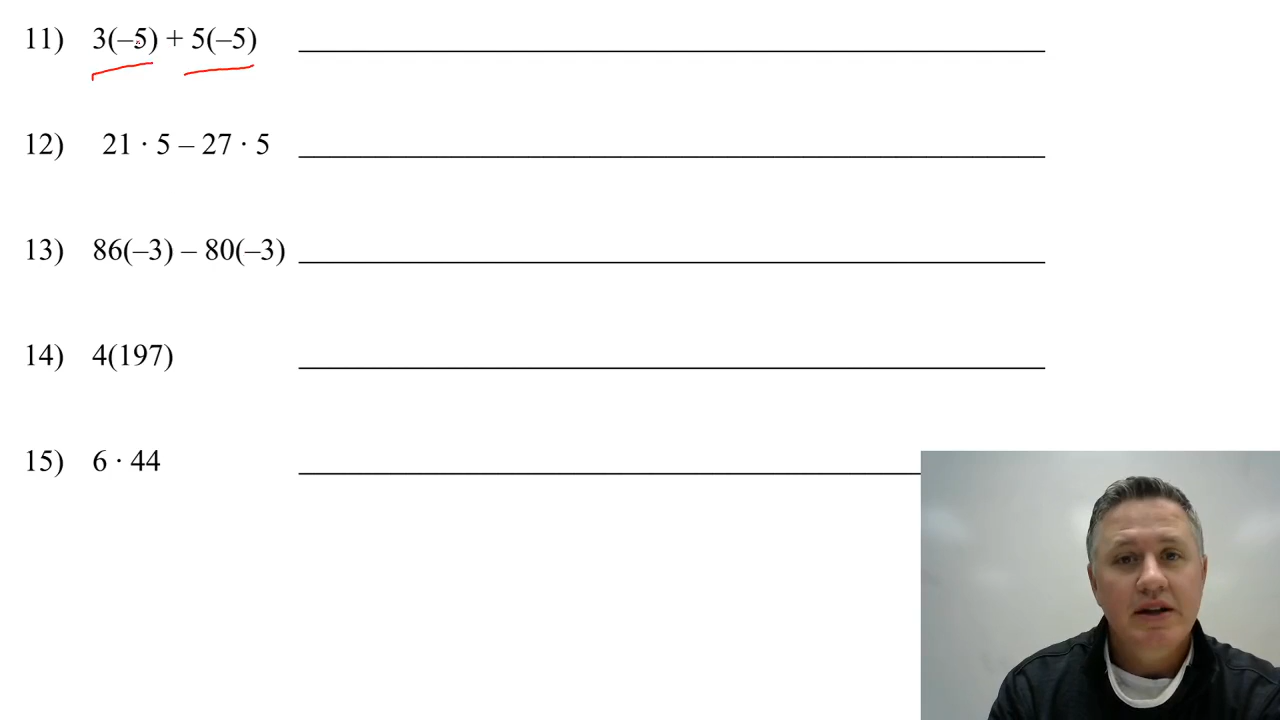 11) 3(–5) + 5(–5)
12) 21 · 5 – 27 · 5
13) 86(–3) – 80(–3)
14) 4(197)
15) 6 · 44